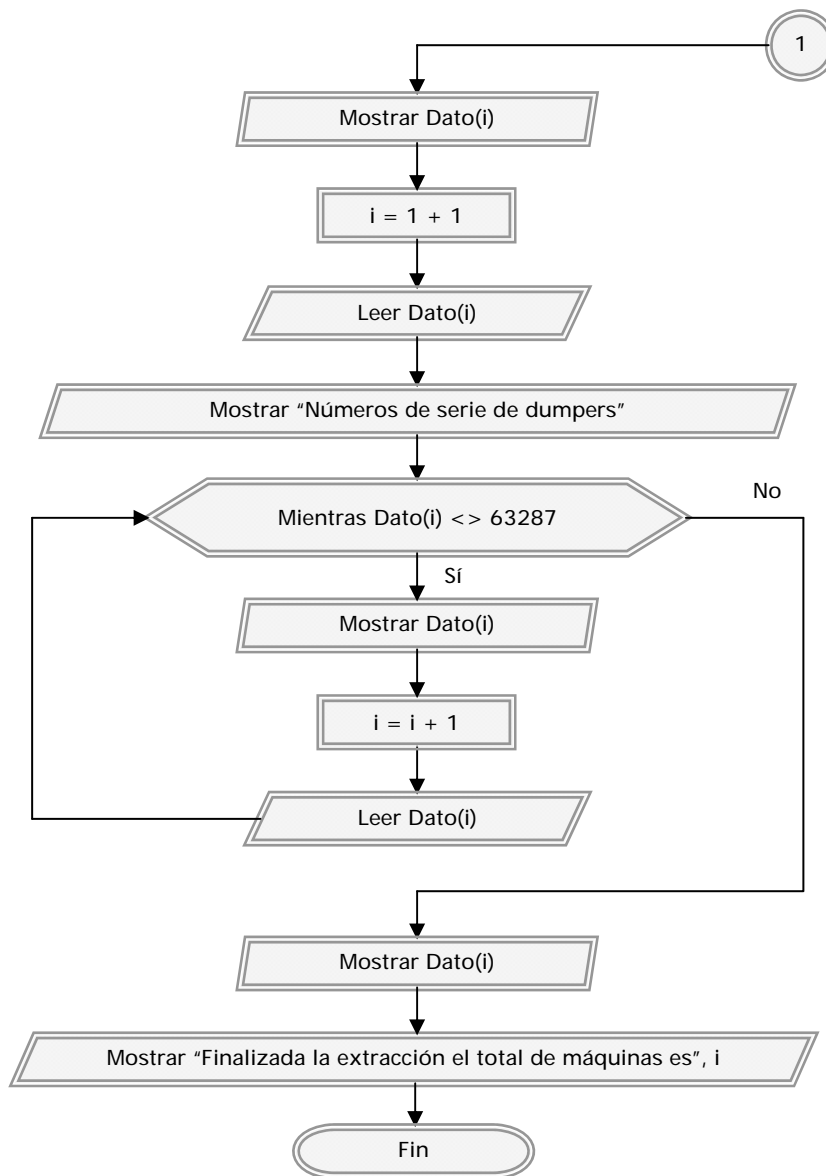 1
Mostrar Dato(i)
i = 1 + 1
Leer Dato(i)
Mostrar “Números de serie de dumpers”
Mientras Dato(i) <> 63287
No
Sí
Mostrar Dato(i)
i = i + 1
Leer Dato(i)
Mostrar Dato(i)
Mostrar “Finalizada la extracción el total de máquinas es”, i
Fin